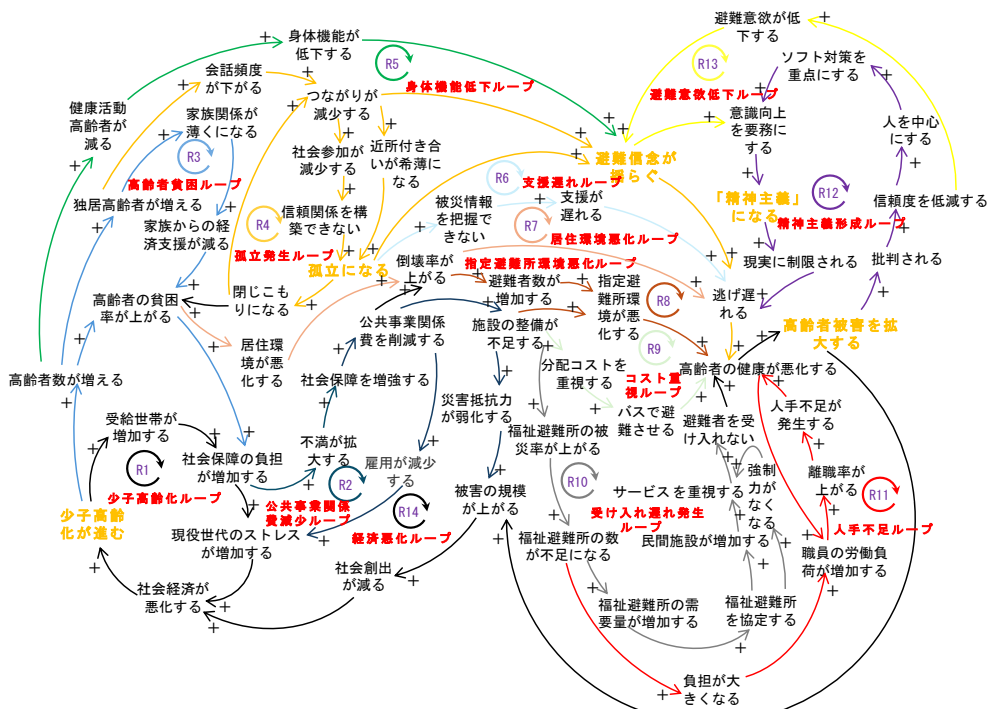 避難意欲が低
下する
身体機能が
低下する
R5
R13
ソフト対策を
重点にする
会話頻度
が下がる
身体機能低下ループ
避難意欲低下ループ
つながりが
減少する
健康活動
高齢者が
減る
家族関係が
薄くになる
意識向上
を要務に
する
人を中心
にする
R3
社会参加が
減少する
近所付き合
いが希薄に
なる
避難信念が
揺らぐ
高齢者貧困ループ
R6
支援遅れループ
R12
独居高齢者が増える
「精神主義」
になる
信頼度を低減する
精神主義形成ループ
R4
信頼関係を構
築できない
被災情報
を把握で
きない
支援が
遅れる
R7
家族からの経
済支援が減る
居住環境悪化ループ
孤立発生ループ
孤立になる
倒壊率が
上がる
指定避難所環境悪化ループ
現実に制限される
批判される
避難者数が
増加する
指定避
難所環
境が悪
化する
R8
逃げ遅
れる
高齢者の貧困
率が上がる
閉じこも
りになる
公共事業関係
費を削減する
施設の整備が
不足する
高齢者被害を拡
大する
居住環
境が悪
化する
R9
分配コストを
重視する
コスト重
視ループ
高齢者の健康が悪化する
高齢者数が増える
社会保障を増強する
災害抵抗力
が弱化する
バスで避
難させる
避難者を受
け入れない
人手不足が
発生する
受給世帯が
増加する
福祉避難所の被
災率が上がる
不満が拡
大する
雇用が減少
する
R1
社会保障の負担
が増加する
R2
R10
強制
力がな
くなる
離職率が
上がる
R11
少子高齢化ループ
被害の規模
が上がる
サービスを重視する
公共事業関係
費減少ループ
R14
受け入れ遅れ発生
ループ
少子高齢
化が進む
経済悪化ループ
人手不足ループ
現役世代のストレス
が増加する
福祉避難所の数
が不足になる
民間施設が増加する
職員の労働負
荷が増加する
社会経済が
悪化する
社会創出
が減る
福祉避難所の需
要量が増加する
福祉避難所
を協定する
負担が大
きくなる